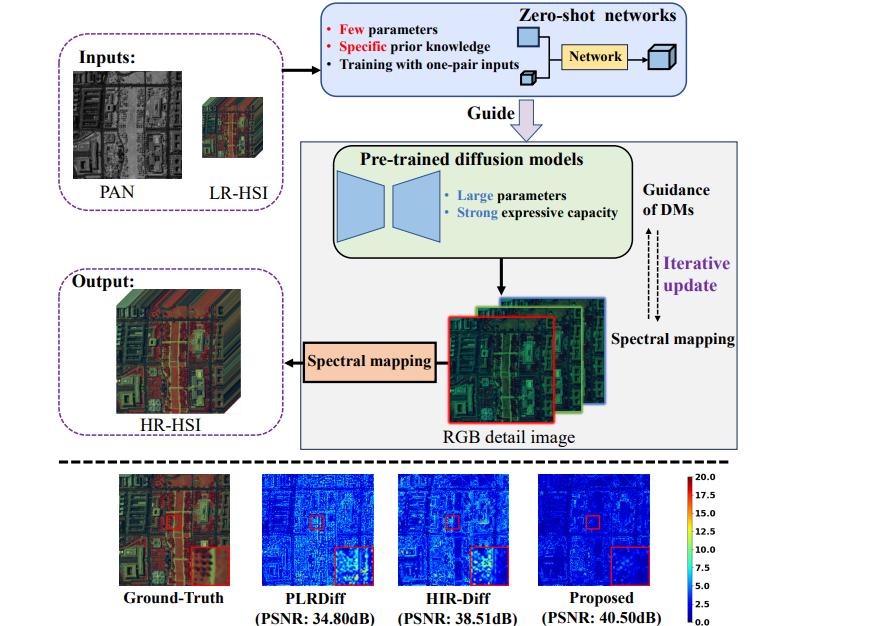 Inputs:
PAN
LR-HSI
Zero-shot networks
• Few parameters
• Specific prior knowledge
• Training with one-pair inputs
Network
Guide
Pre-trained diffusion models
• Large parameters
• Strong expressive capacity
Guidance
of DMs
Iterative
update
Spectral mapping
Output:
HR-HSI
Spectral mapping
RGB detail image
Ground-Truth
PLRDiff
(PSNR: 34.80dB)
HIR-Diff
(PSNR: 38.51dB)
Proposed
(PSNR: 40.50dB)
20.0
17.5
15.0
12.5
10.0
7.5
5.0
2.5
0.0